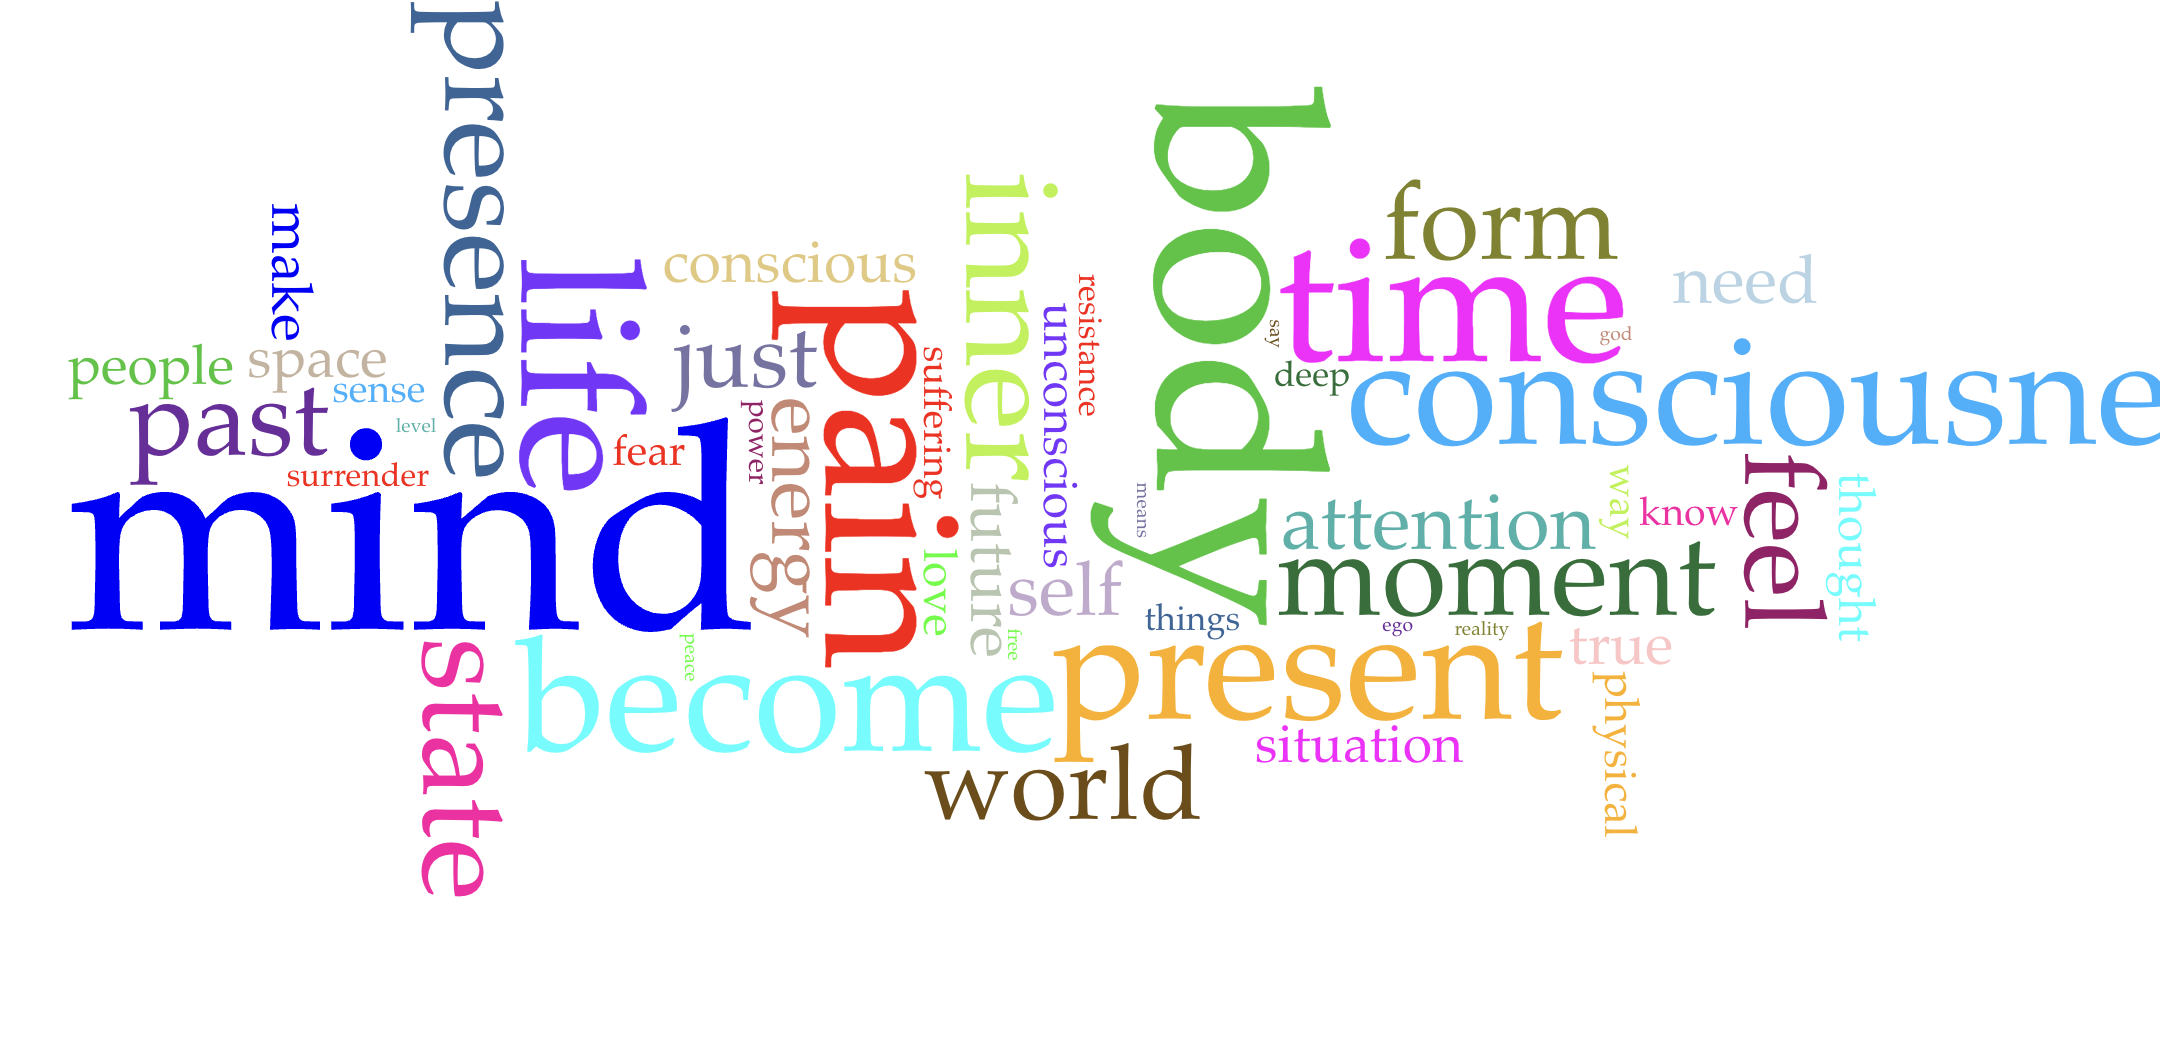 presence
body
inner
form
make
conscious
life
time
need
resistance
pain
unconscious
say
god
just
people
space
suffering
deep
consciousne
sense
past
level
power
energy
fear
surrender
mind
feel
way
know
thought
means
future
attention
love
moment
self
things
ego
reality
free
peace
state
become
present
true
physical
situation
world